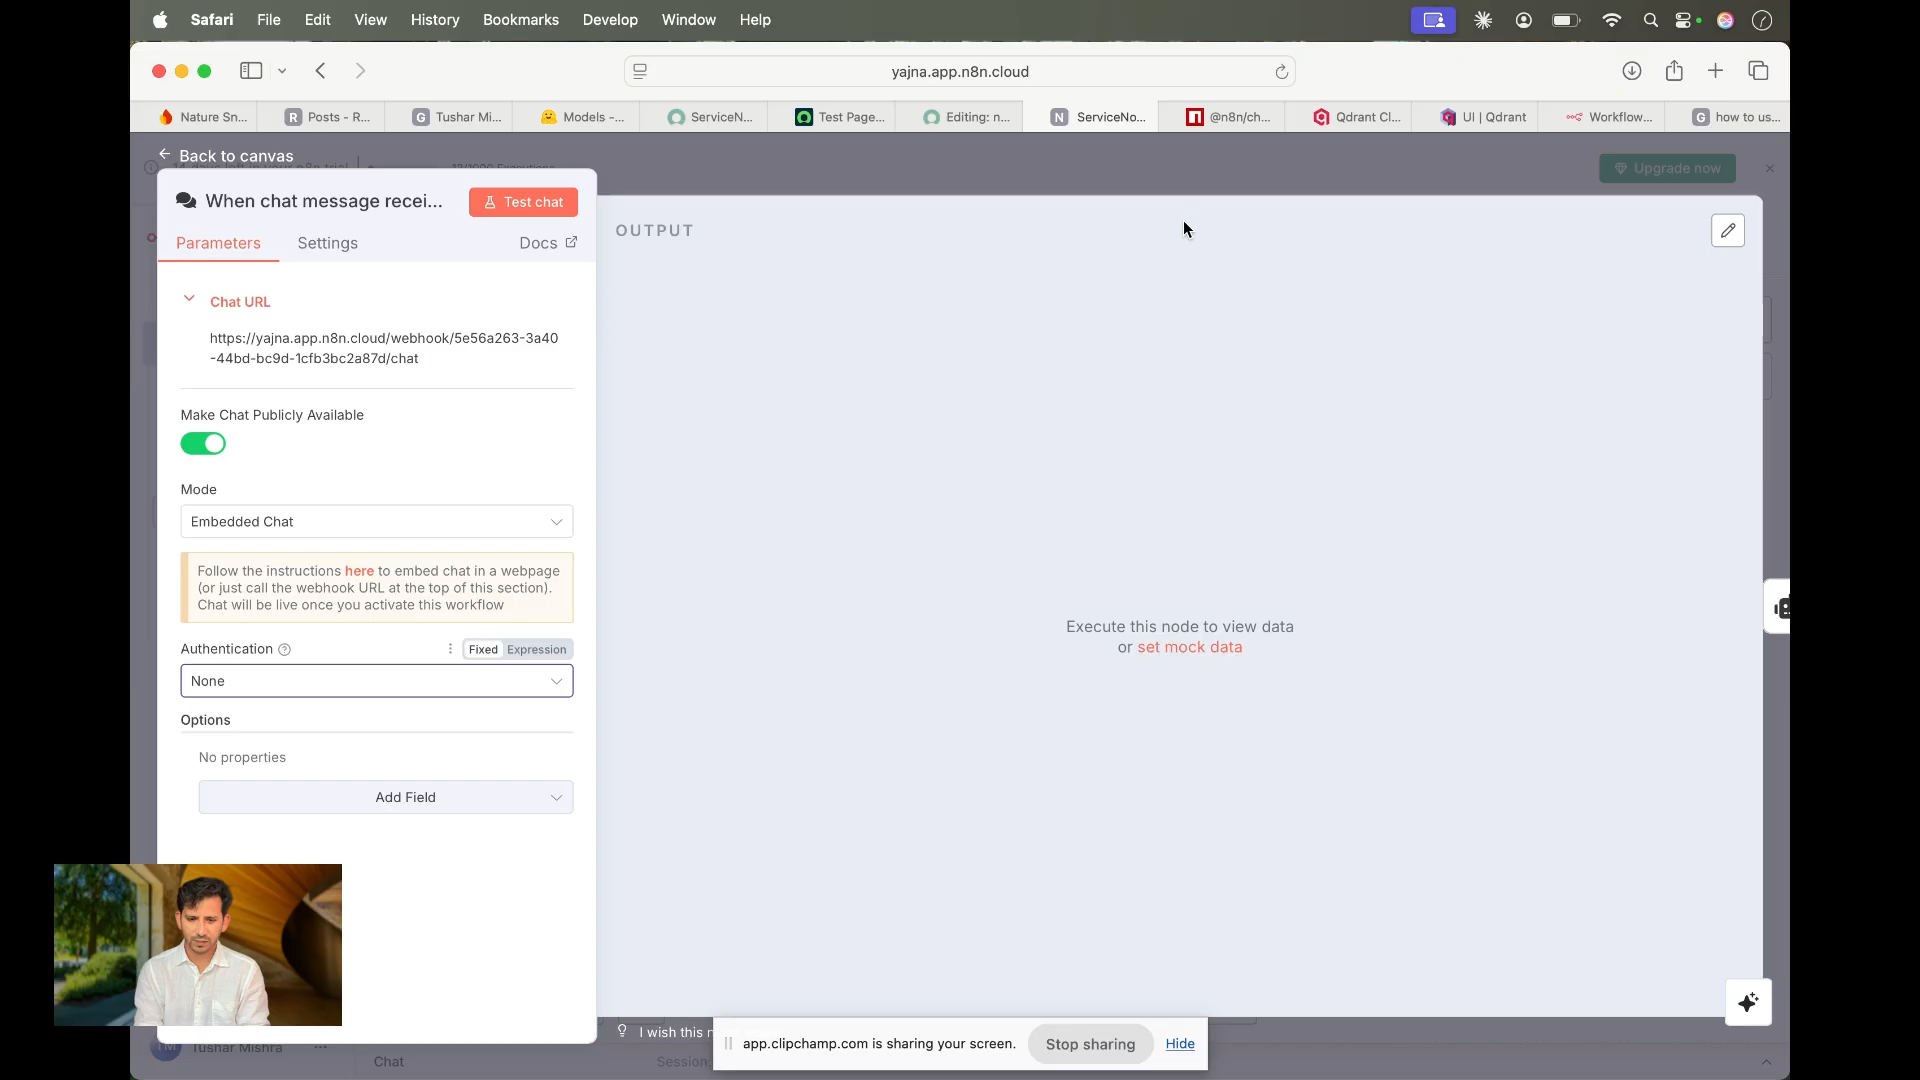 Safari File Edit View History Bookmarks Develop Window Help
yajna.app.n8n.cloud
Nature Sn...
R Posts - R...
G Tushar Mi...
Models -...
ServiceN...
Test Page...
Editing: n...
N ServiceNo...
@n8n/ch...
Qdrant Cl...
UI | Qdrant
Workflow...
G how to us...
Back to canvas
Upgrade now
When chat message recei...
Test chat
Parameters
Settings
Docs
OUTPUT
Chat URL
https://yajna.app.n8n.cloud/webhook/5e56a263-3a40
-44bd-bc9d-1cfb3bc2a87d/chat
Make Chat Publicly Available
Mode
Embedded Chat
Follow the instructions here to embed chat in a webpage
(or just call the webhook URL at the top of this section).
Chat will be live once you activate this workflow
Authentication
Fixed Expression
None
Options
No properties
Add Field
Execute this node to view data
or set mock data
I wish this n
app.clipchamp.com is sharing your screen.
Stop sharing
Hide
Tushar Mishra
Chat
Session: